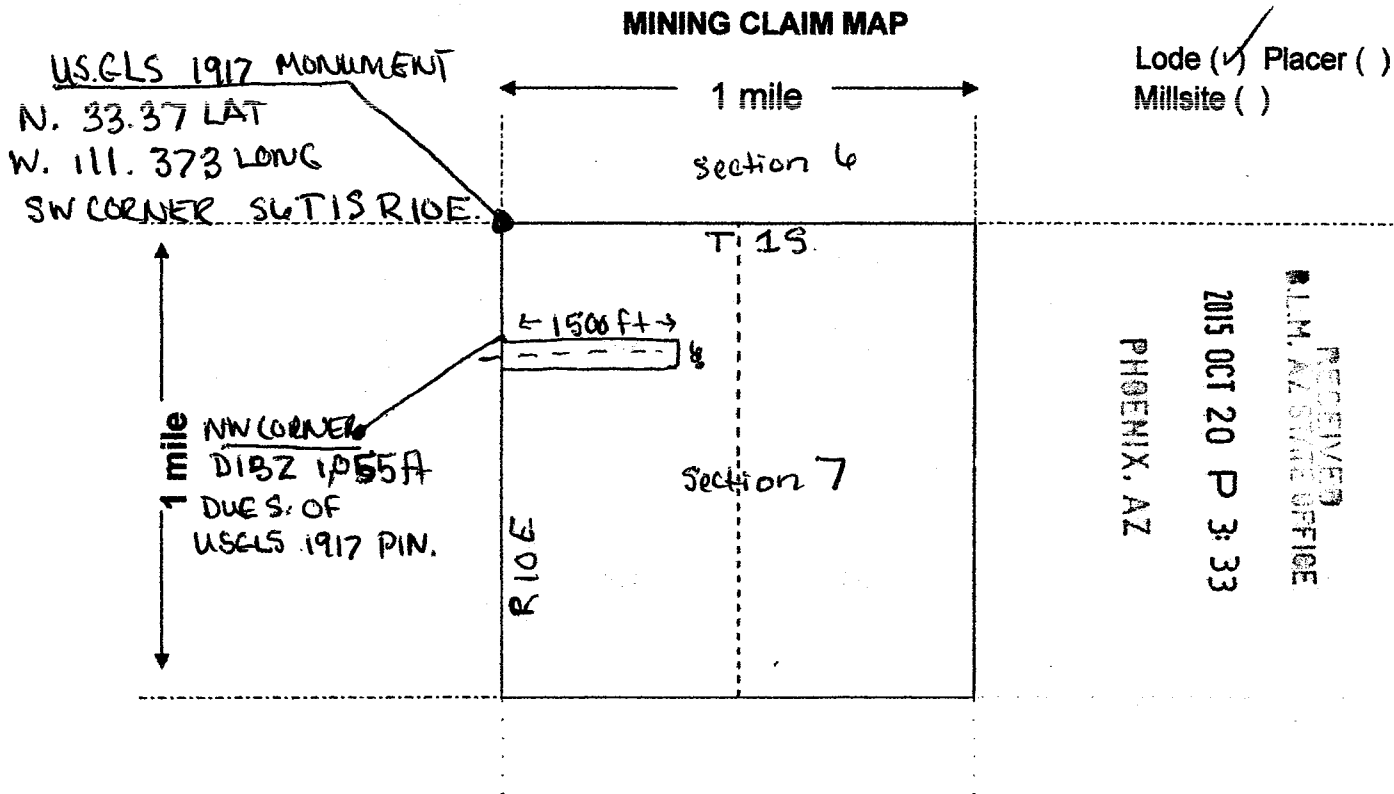 MINING CLAIM MAP
Lode (✓) Placer ( )
Millsite ( )
U.S.GLS 1917 MONUMENT
N. 33.37 LAT
W. 111. 373 LONG
SW CORNER S6 T1S R10E
1 mile
section 6
T 1S.
← 1500 ft →
1 mile
NW CORNER
DIBZ
DUE S. OF
USGLS 1917 PIN.
section 7
R 10 E
RECEIVED
B.L.M. AZ STATE OFFICE
2015 OCT 20 P 3:33
PHOENIX, AZ